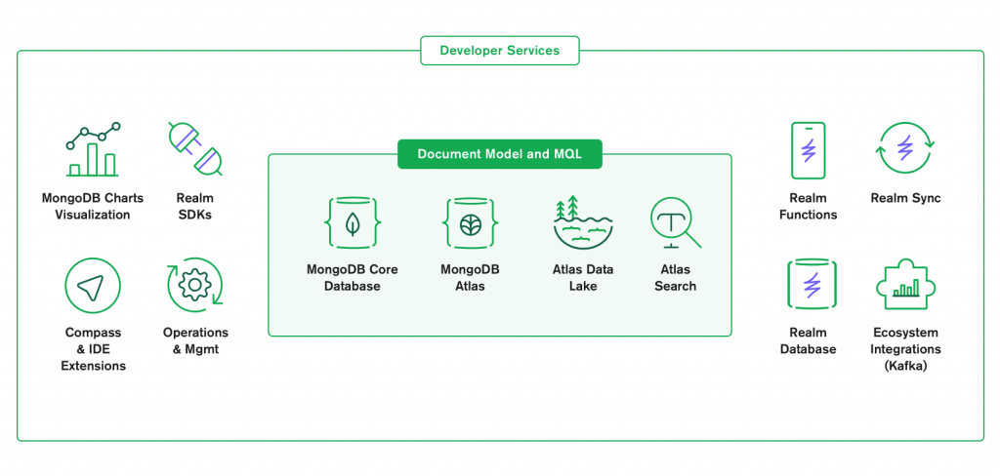 Developer Services
Document Model and MQL
MongoDB Charts
Visualization
Realm
SDKs
Compass
& IDE
Extensions
Operations
& Mgmt
MongoDB Core
Database
MongoDB
Atlas
Atlas Data
Lake
Atlas
Search
Realm
Functions
Realm Sync
Realm
Database
Ecosystem
Integrations
(Kafka)